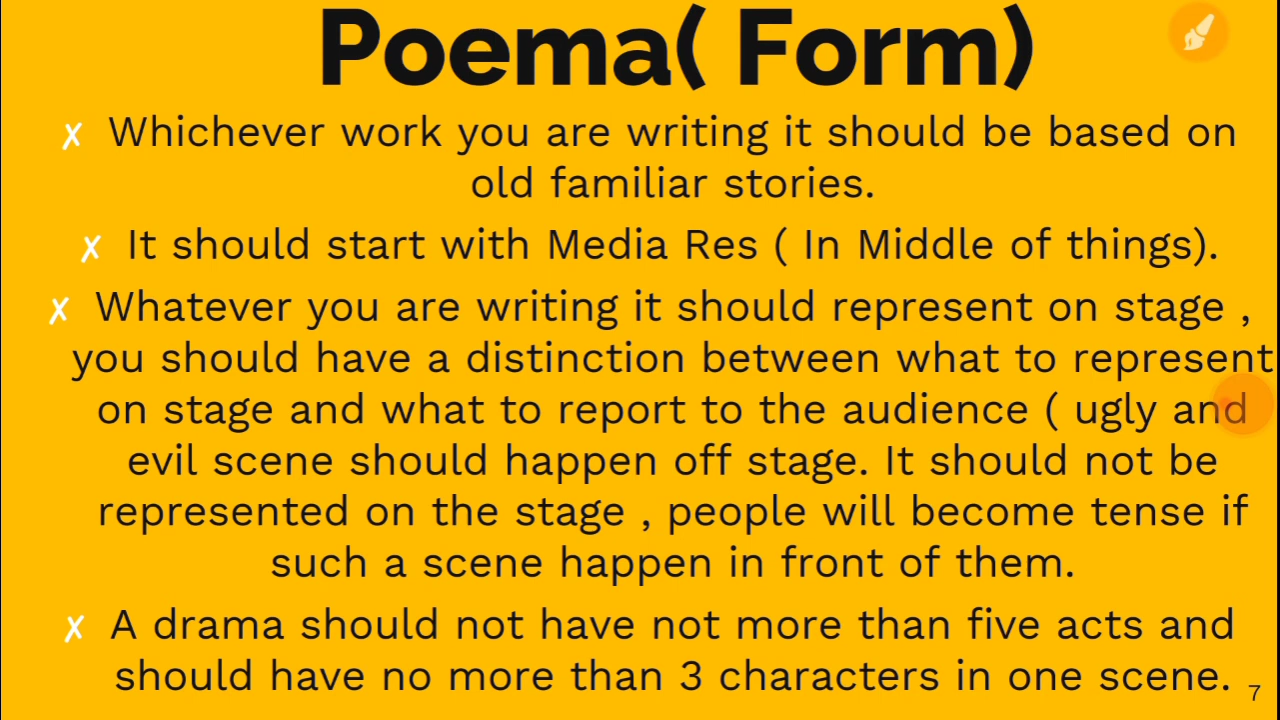 Poema( Form)
✗ Whichever work you are writing it should be based on
old familiar stories.
✗ It should start with Media Res ( In Middle of things).
✗ Whatever you are writing it should represent on stage ,
you should have a distinction between what to represent
on stage and what to report to the audience ( ugly and
evil scene should happen off stage. It should not be
represented on the stage , people will become tense if
such a scene happen in front of them.
✗ A drama should not have not more than five acts and
should have no more than 3 characters in one scene.
7